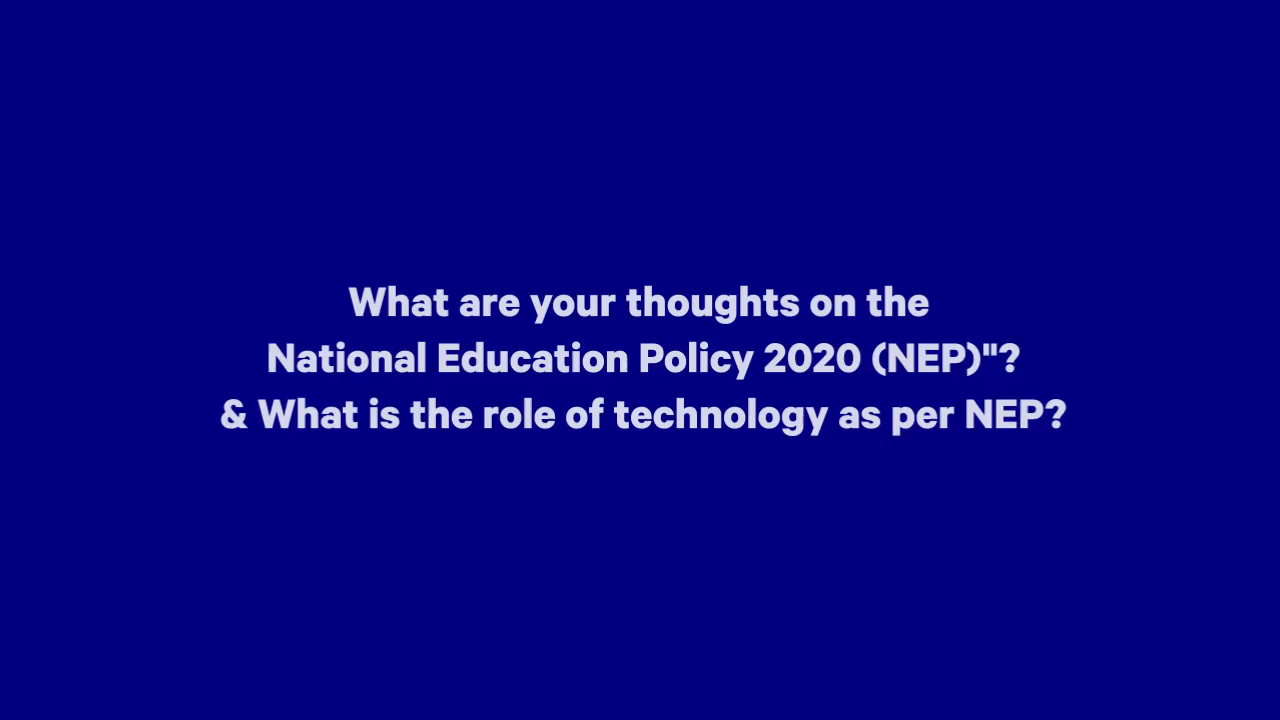 What are your thoughts on the
National Education Policy 2020 (NEP)"?
& What is the role of technology as per NEP?